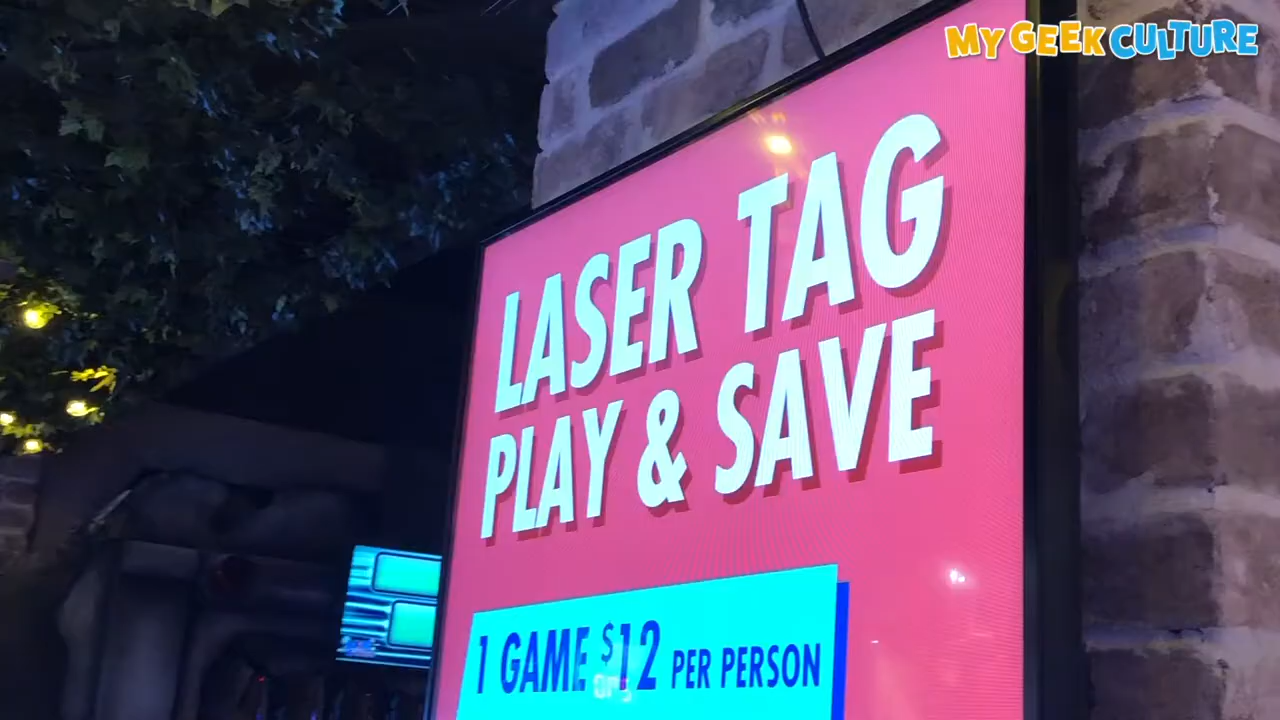 MY GEEK CULTURE
LASER TAG
PLAY & SAVE
1 GAME $12 PER PERSON